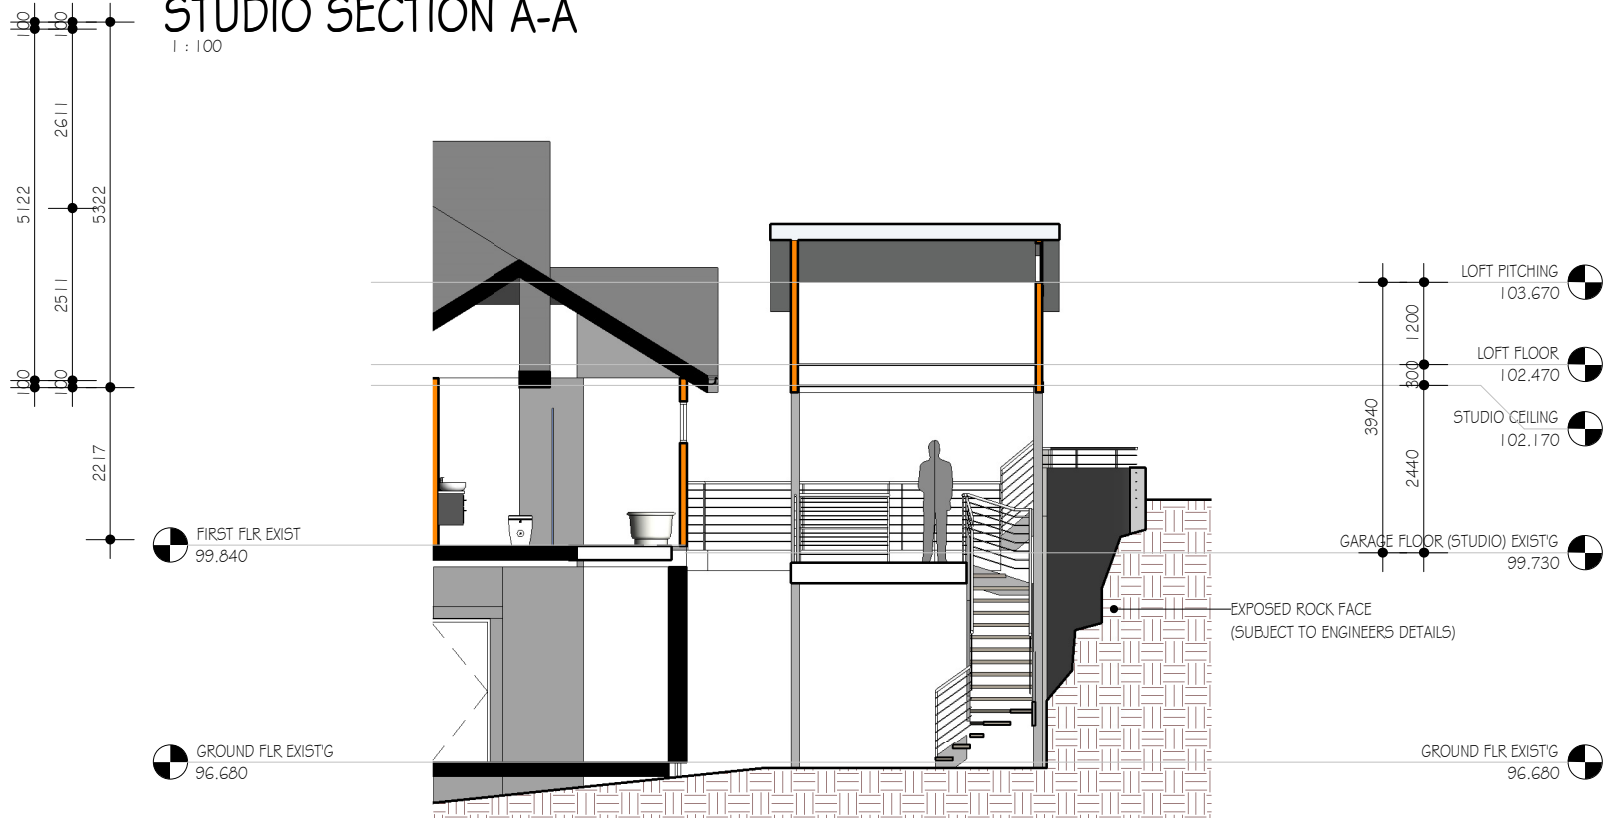 STUDIO SECTION A-A
1 : 100
100
100
2611
5122
5322
2511
100
100
2217
LOFT PITCHING
103.670
1200
LOFT FLOOR
102.470
300
STUDIO CEILING
102.170
3940
2440
FIRST FLR EXIST
99.840
GARAGE FLOOR (STUDIO) EXIST'G
99.730
EXPOSED ROCK FACE
(SUBJECT TO ENGINEERS DETAILS)
GROUND FLR EXIST'G
96.680
GROUND FLR EXIST'G
96.680